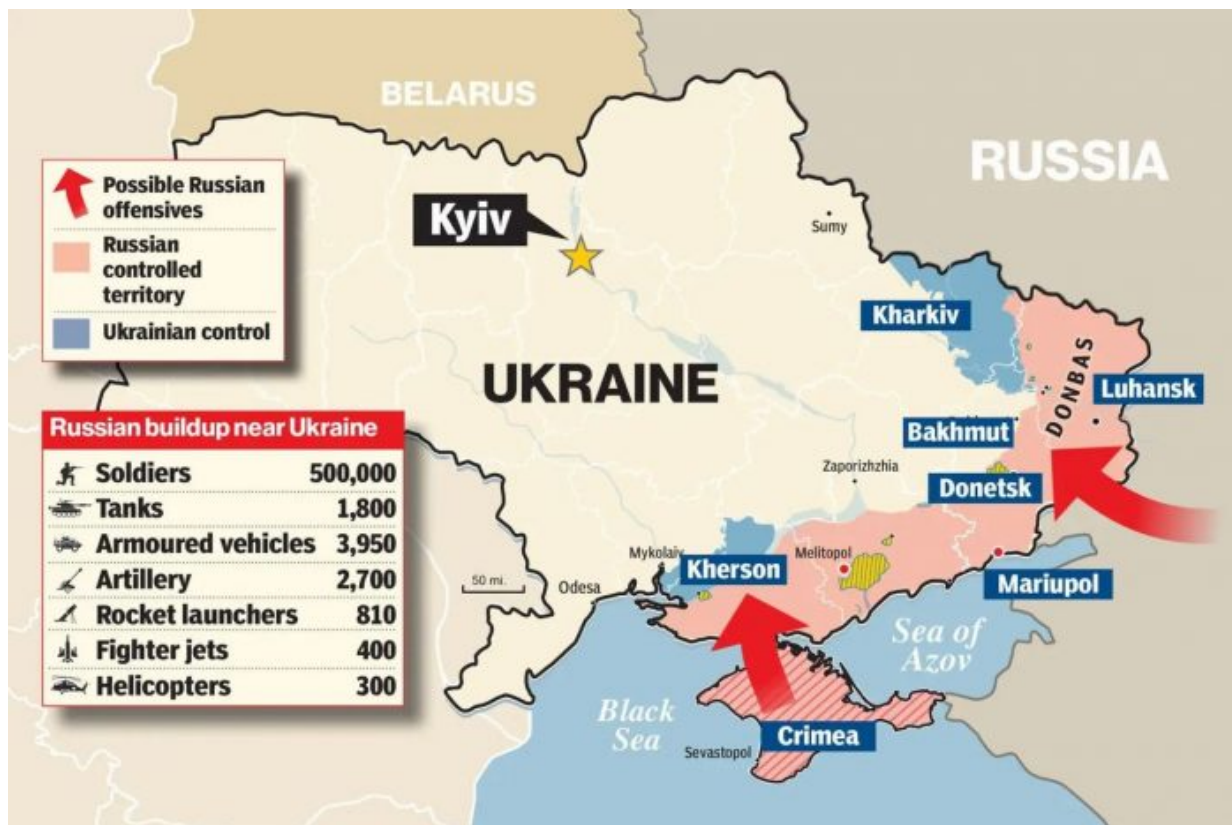 BELARUS
RUSSIA
Possible Russian
offensives
Russian
controlled
territory
Ukrainian control
Kyiv
Sumy
Kharkiv
UKRAINE
DONBAS
Luhansk
Bakhmut
Zaporizhzhia
Donetsk
Russian buildup near Ukraine
Soldiers 500,000
Tanks 1,800
Armoured vehicles 3,950
Artillery 2,700
Rocket launchers 810
Fighter jets 400
Helicopters 300
50 mi.
Odesa
Mykolaiv
Kherson
Melitopol
Mariupol
Sea of
Azov
Black
Sea
Crimea
Sevastopol